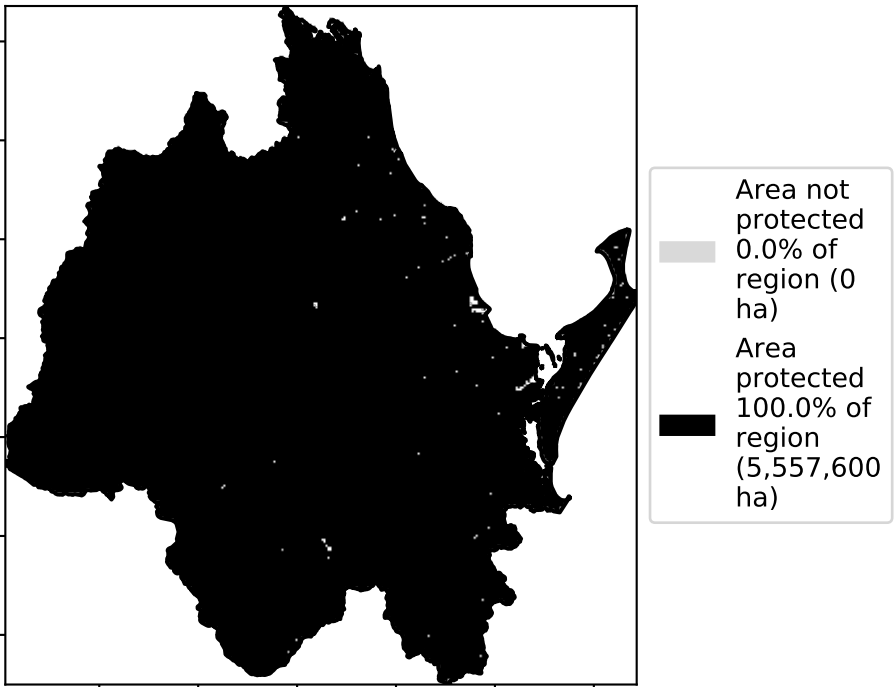 Area not
protected
0.0% of
region (0
ha)
Area
protected
100.0% of
region
(5,557,600
ha)